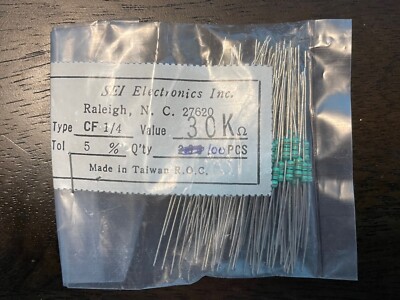 SEI Electronics Inc.
Raleigh, N. C. 27620
Type CF 1/4 Value 30KΩ
Tol 5 % Q'ty 100 PCS
Made in Taiwan R.O.C.